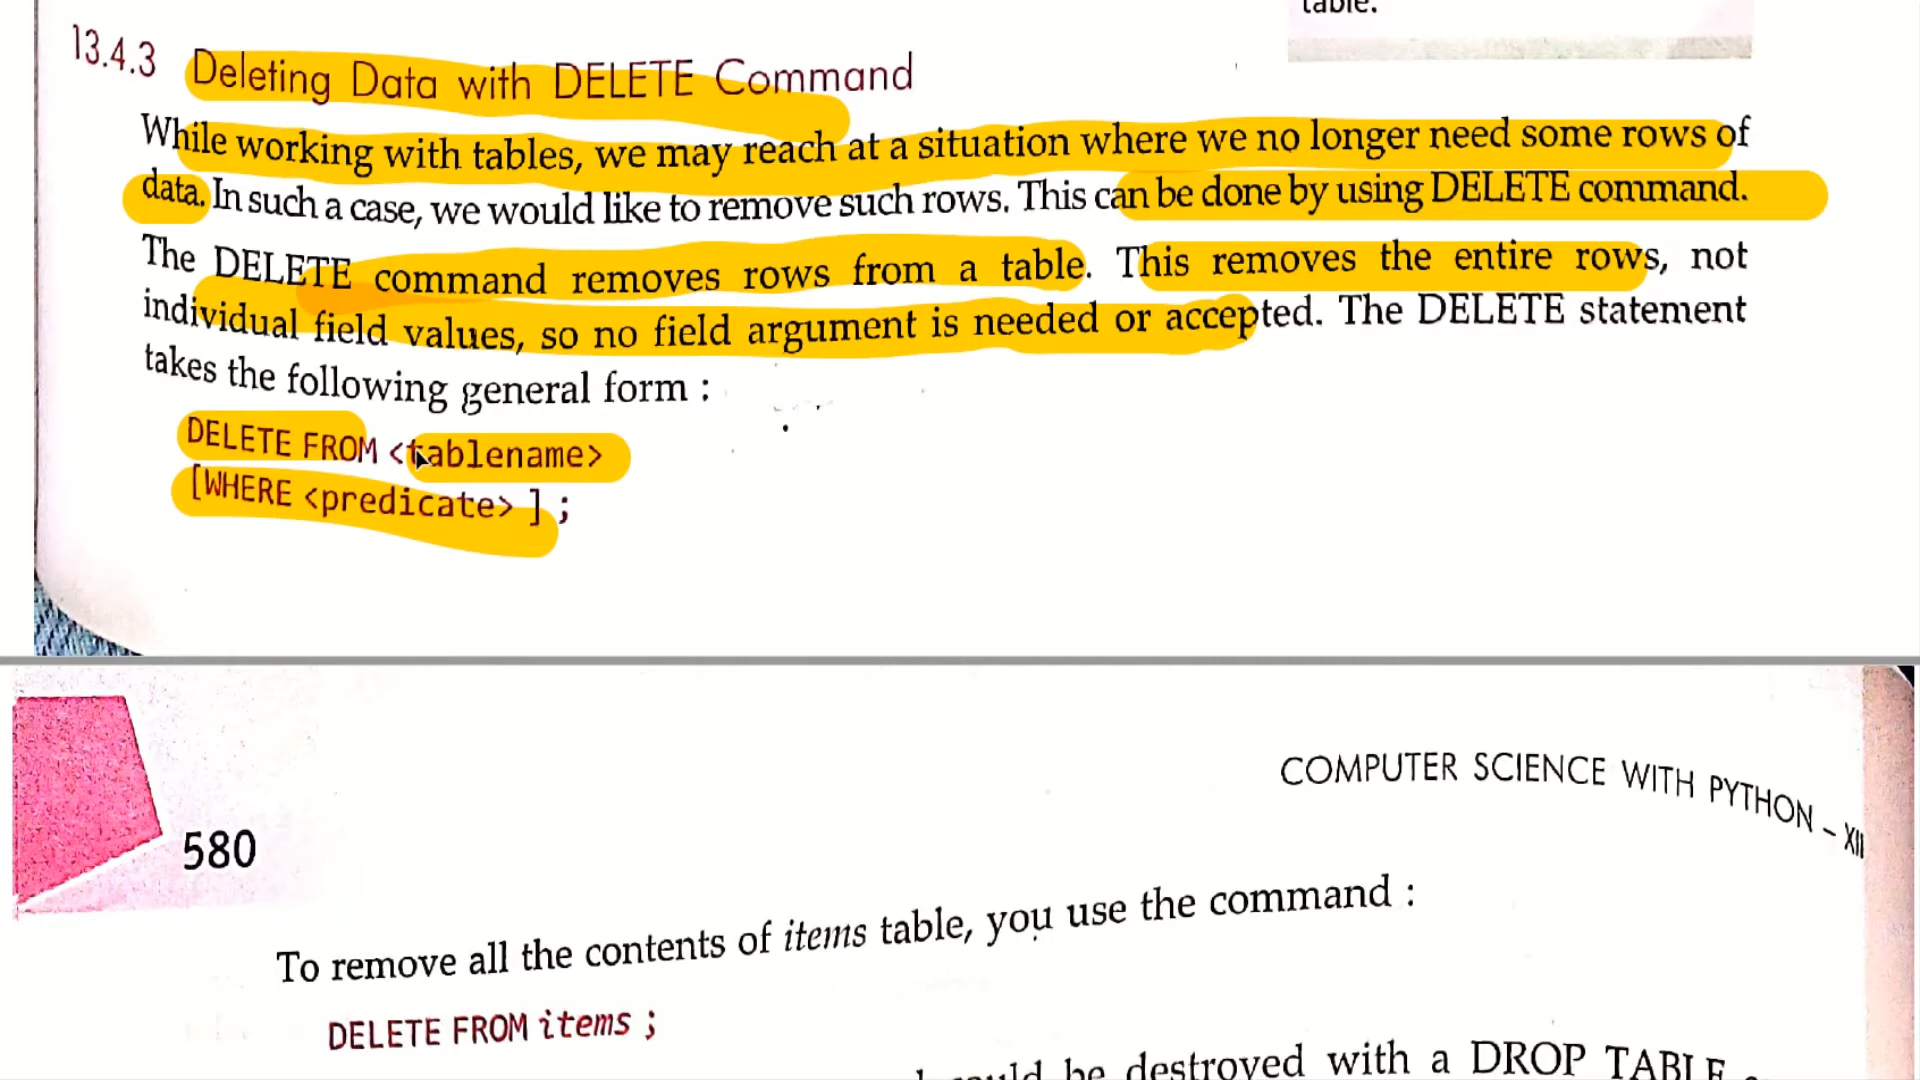 table.
13.4.3 Deleting Data with DELETE Command
While working with tables, we may reach at a situation where we no longer need some rows of
data. In such a case, we would like to remove such rows. This can be done by using DELETE command.
The DELETE command removes rows from a table. This removes the entire rows, not
individual field values, so no field argument is needed or accepted. The DELETE statement
takes the following general form :
DELETE FROM <tablename>
[WHERE <predicate> ] ;
580
COMPUTER SCIENCE WITH PYTHON – XII
To remove all the contents of items table, you use the command :
DELETE FROM items ;
could be destroyed with a DROP TABLE